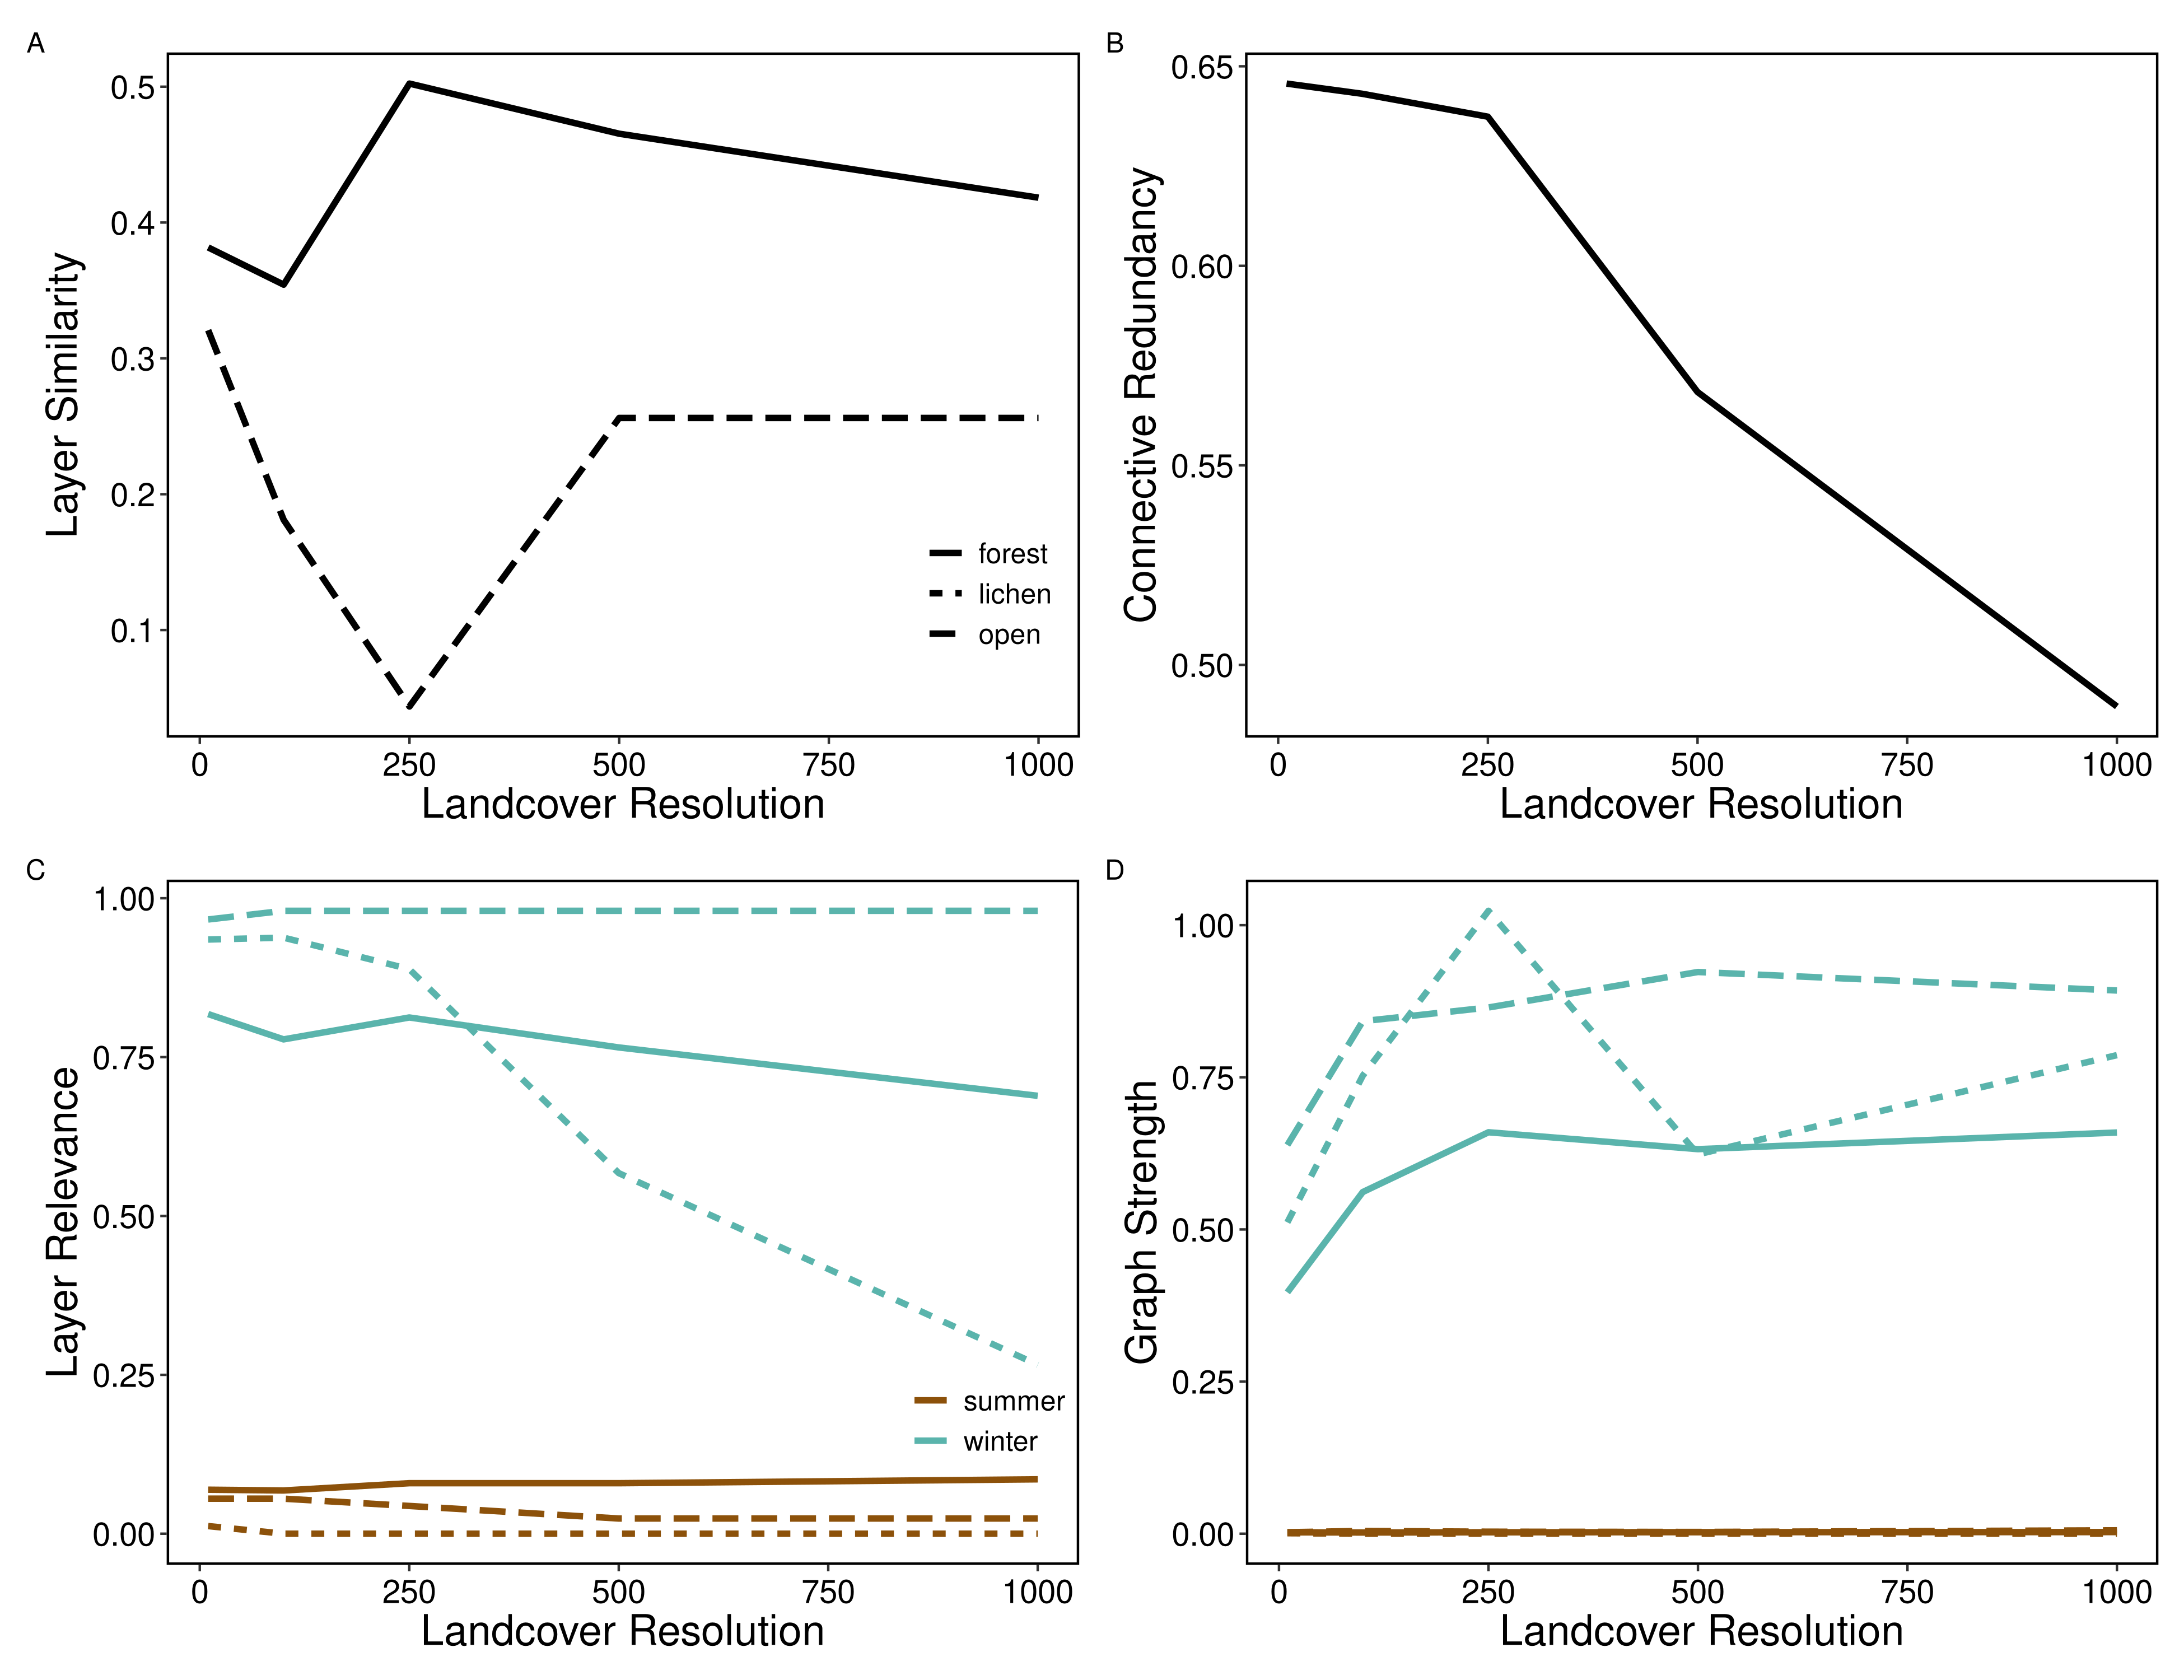 A
0.5
0.4
0.3
0.2
0.1
Layer Similarity
forest
lichen
open
0
250
500
750
1000
Landcover Resolution
B
0.65
0.60
0.55
0.50
Connective Redundancy
0
250
500
750
1000
Landcover Resolution
C
1.00
0.75
0.50
0.25
0.00
Layer Relevance
summer
winter
0
250
500
750
1000
Landcover Resolution
D
1.00
0.75
0.50
0.25
0.00
Graph Strength
0
250
500
750
1000
Landcover Resolution